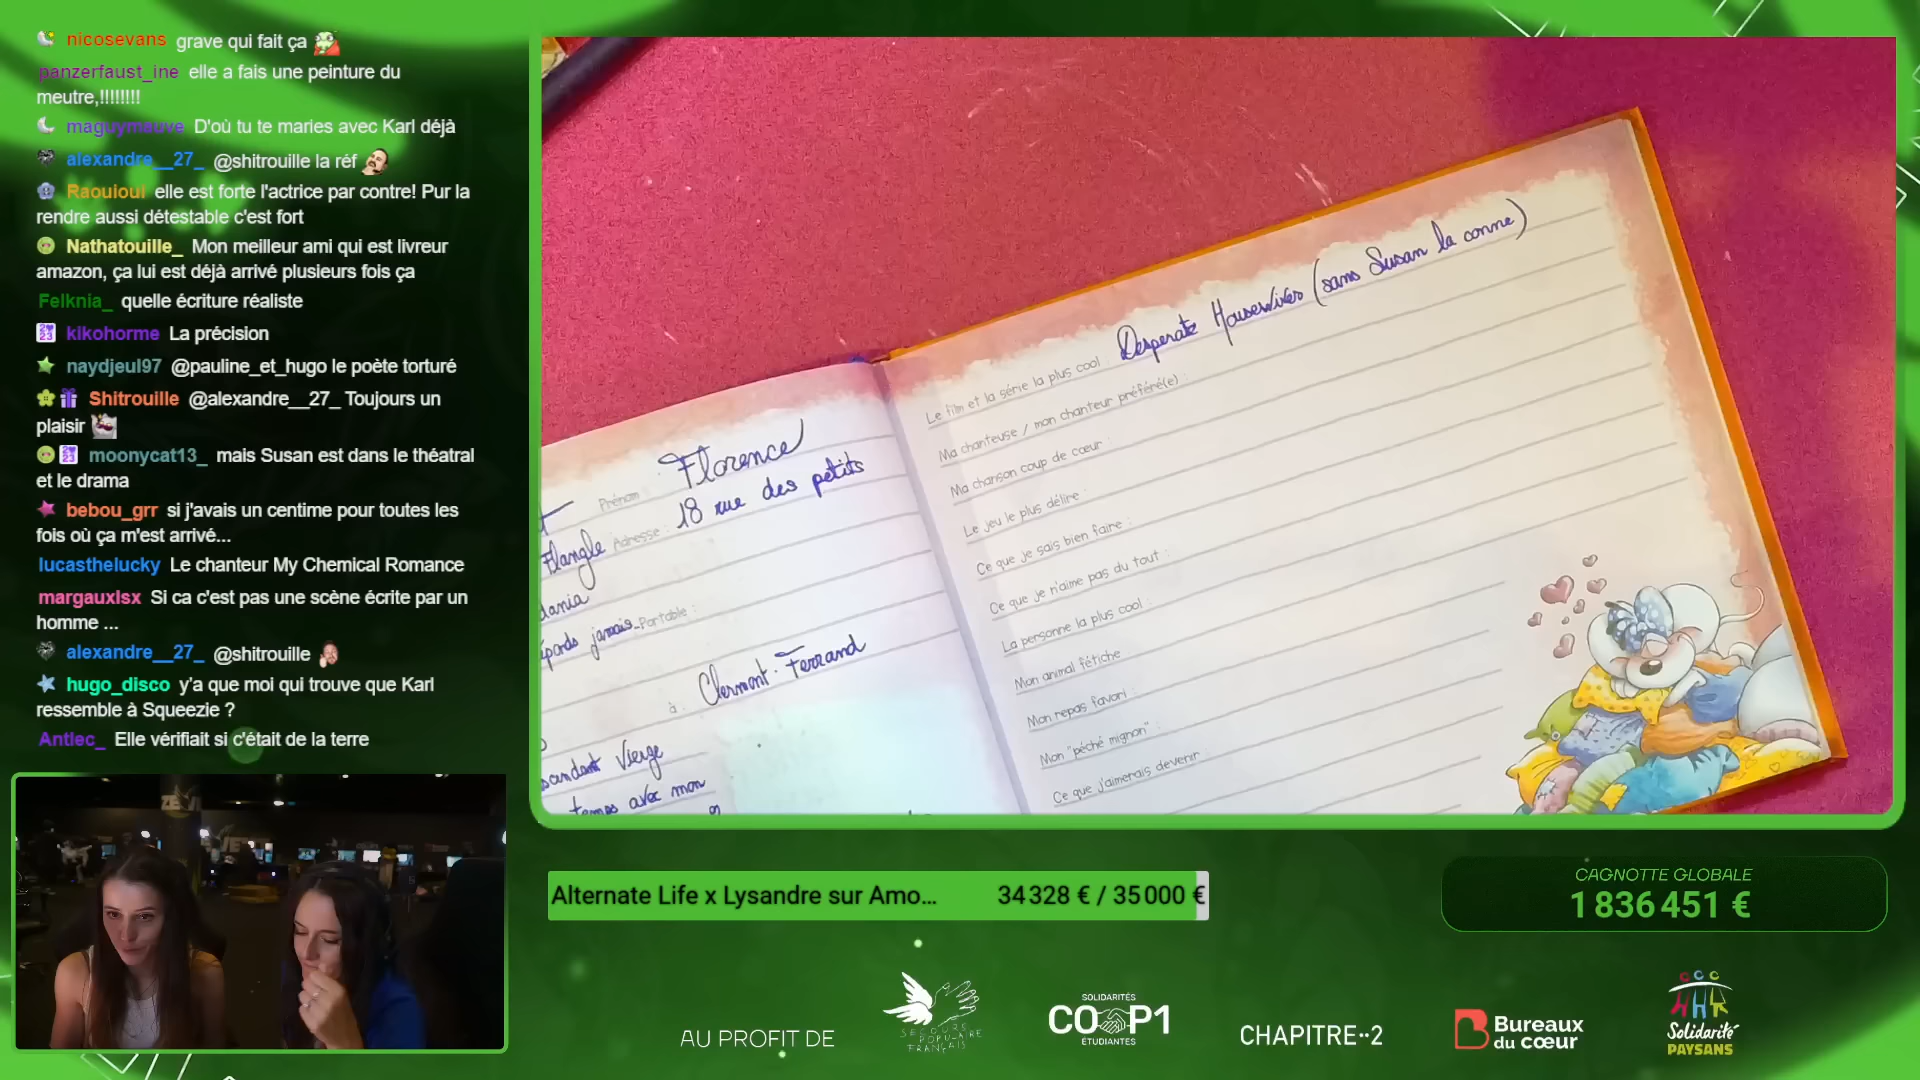 nicosevans grave qui fait ça
panzerfaust_ine elle a fais une peinture du
meutre,!!!!!!!!
maguymauve D'où tu te maries avec Karl déjà
alexandre__27_ @shitrouille la réf
Raouioui elle est forte l'actrice par contre! Pur la
rendre aussi détestable c'est fort
Nathatouille_ Mon meilleur ami qui est livreur
amazon, ça lui est déjà arrivé plusieurs fois ça
Felknia_ quelle écriture réaliste
kikohorme La précision
naydjeul97 @pauline_et_hugo le poète torturé
Shitrouille @alexandre__27_ Toujours un
plaisir
moonycat13_ mais Susan est dans le théatral
et le drama
bebou_grr si j'avais un centime pour toutes les
fois où ça m'est arrivé...
lucasthelucky Le chanteur My Chemical Romance
margauxlsx Si ca c'est pas une scène écrite par un
homme ...
alexandre__27_ @shitrouille
hugo_disco y'a que moi qui trouve que Karl
ressemble à Squeezie ?
Antlec_ Elle vérifiait si c'était de la terre
Prénom : Florence
Adresse : 18 rue des petits
jamais Portable :
à : Clermont-Ferrand
Vierge
temps avec mon
Le film et la série la plus cool : Desperate Housewives (sans Susan la conne)
Ma chanteuse / mon chanteur préféré(e) :
Ma chanson coup de cœur :
Le jeu le plus délire :
Ce que je sais bien faire :
Ce que je n'aime pas du tout :
La personne la plus cool :
Mon animal fétiche
Mon repas favori :
Mon "péché mignon" :
Ce que j'aimerais devenir :
Alternate Life x Lysandre sur Amo... 34 328 € / 35 000 €
CAGNOTTE GLOBALE
1 836 451 €
AU PROFIT DE
SECOURS
POPULAIRE
FRANÇAIS
SOLIDARITÉS
CO P1
ÉTUDIANTES
CHAPITRE··2
Bureaux
du cœur
Solidarité
PAYSANS